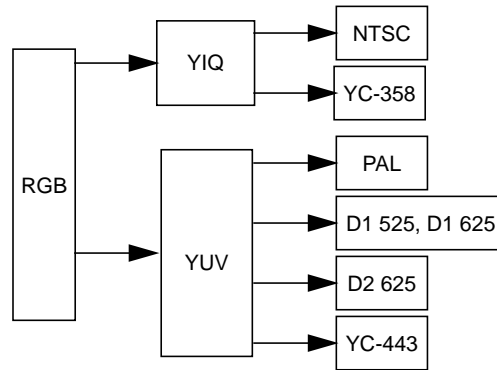 NTSC
YIQ
YC-358
RGB
PAL
D1 525, D1 625
YUV
D2 625
YC-443